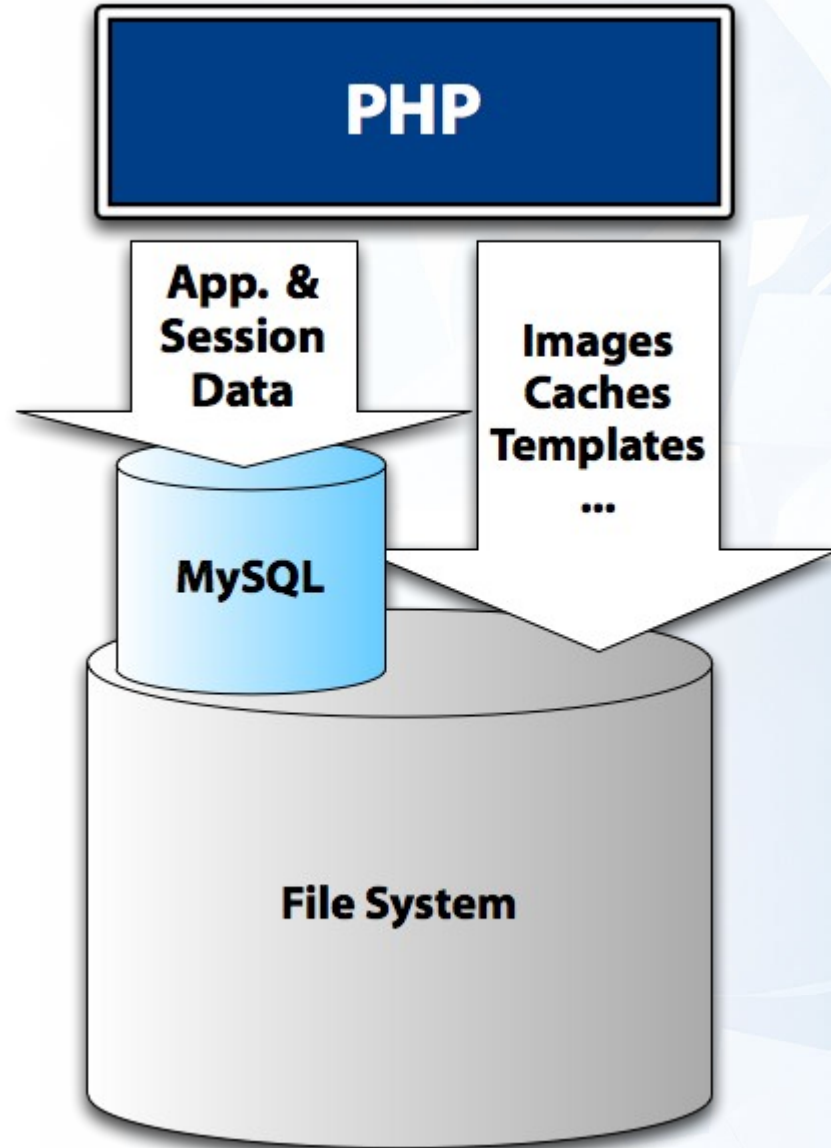 PHP
App. &
Session
Data
Images
Caches
Templates
...
MySQL
File System